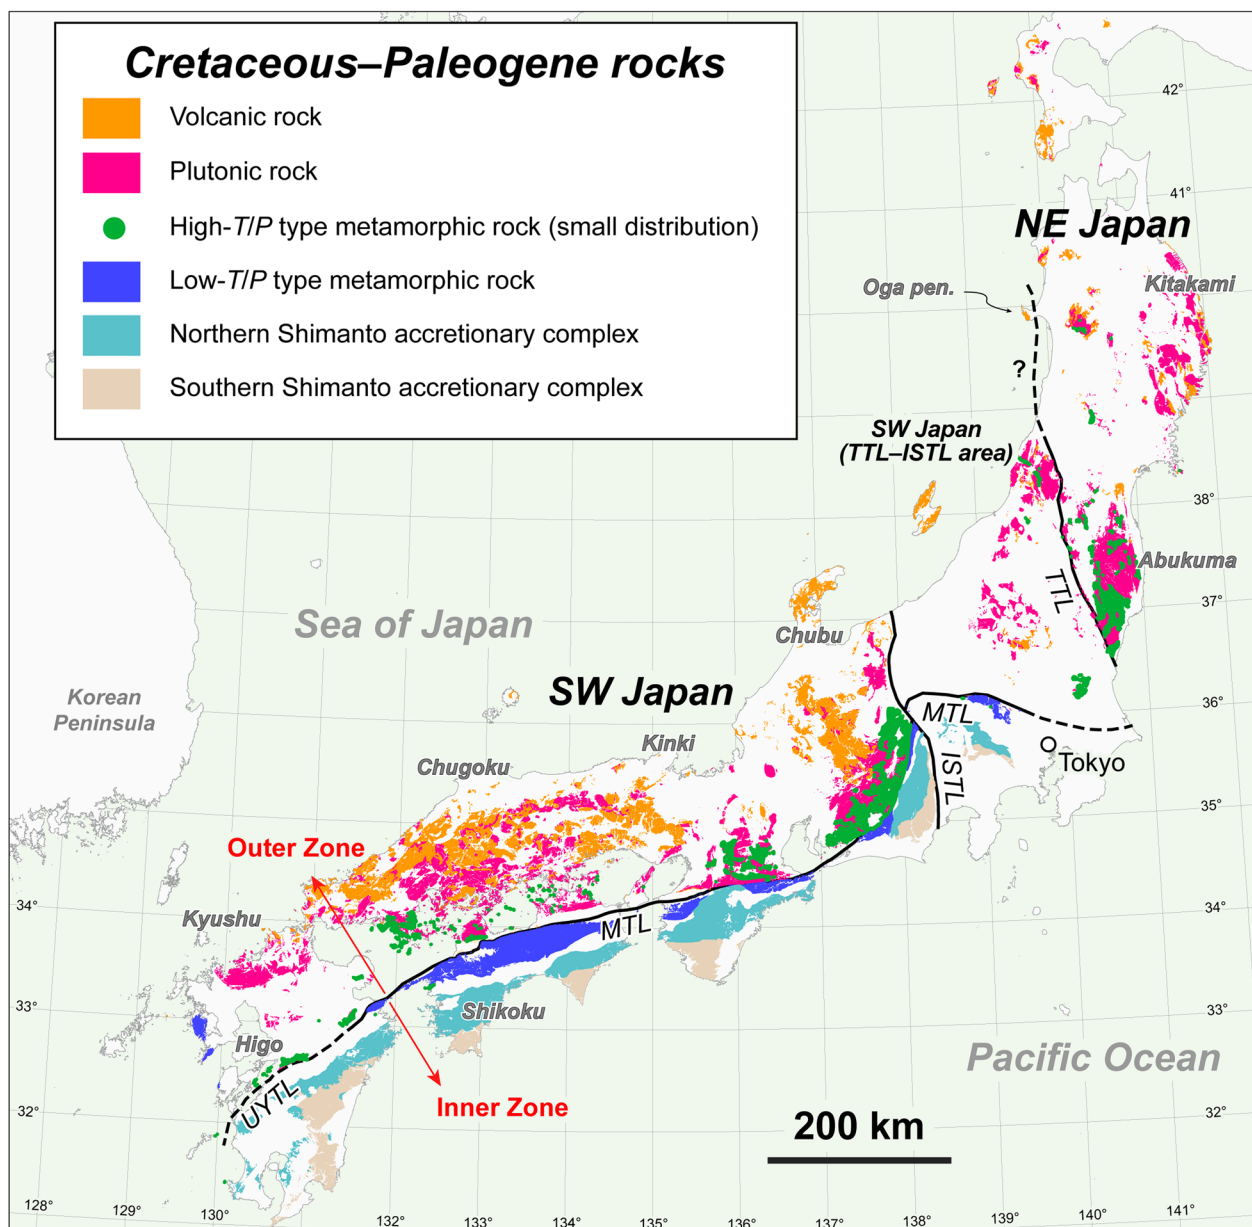 Cretaceous–Paleogene rocks
Volcanic rock
Plutonic rock
High-T/P type metamorphic rock (small distribution)
Low-T/P type metamorphic rock
Northern Shimanto accretionary complex
Southern Shimanto accretionary complex
42°
41°
NE Japan
Kitakami
Oga pen.
?
SW Japan
(TTL–ISTL area)
38°
Abukuma
TTL
37°
Sea of Japan
Chubu
Korean
Peninsula
SW Japan
36°
MTL
Kinki
Tokyo
Chugoku
ISTL
35°
Outer Zone
34°
Kyushu
MTL
34°
33°
Shikoku
33°
Higo
Pacific Ocean
UYTL
Inner Zone
32°
32°
200 km
128°
129°
130°
132°
133°
134°
135°
136°
137°
138°
139°
140°
141°